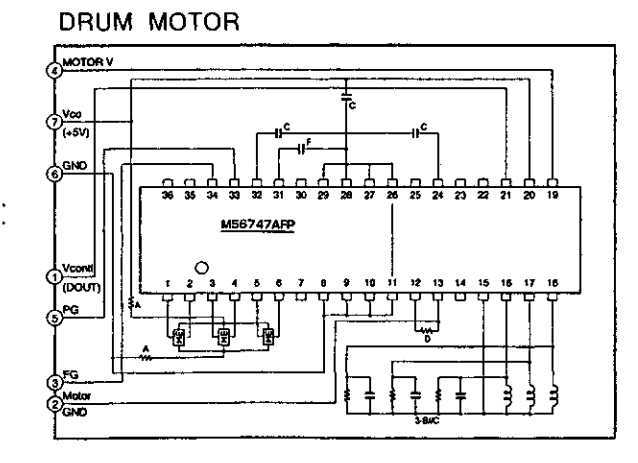 DRUM MOTOR
4 MOTOR V
7 Vcc
(+5V)
6 GND
C
C F C
36 35 34 33 32 31 30 29 28 27 26 25 24 23 22 21 20 19
M56747AFP
1 Vcontl
(DOUT)
1 2 3 4 5 6 7 8 9 10 11 12 13 14 15 16 17 18
5 PG
A
A D
3 FG
2 Motor
GND
3-B//C